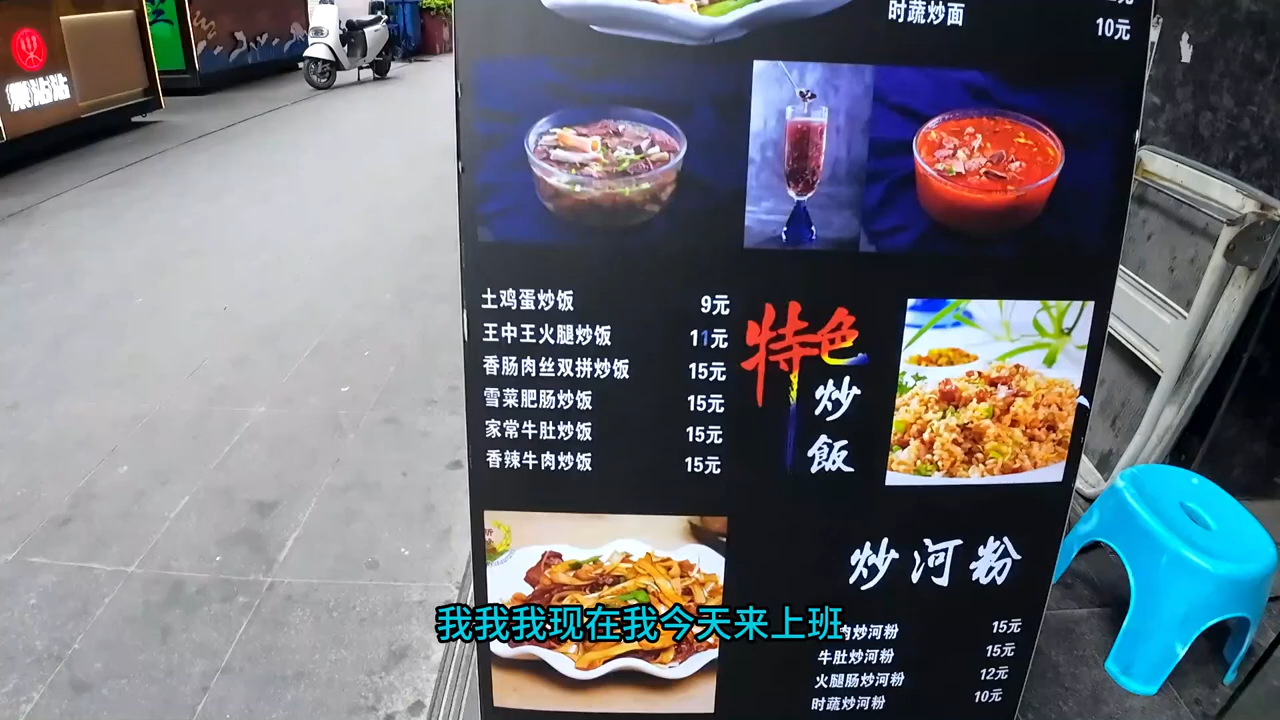 时蔬炒面 10元
土鸡蛋炒饭 9元
王中王火腿炒饭 11元
香肠肉丝双拼炒饭 15元
雪菜肥肠炒饭 15元
家常牛肚炒饭 15元
香辣牛肉炒饭 15元
特色
炒
飯
炒河粉
肉炒河粉 15元
牛肚炒河粉 15元
火腿肠炒河粉 12元
时蔬炒河粉 10元
我我我现在我今天来上班